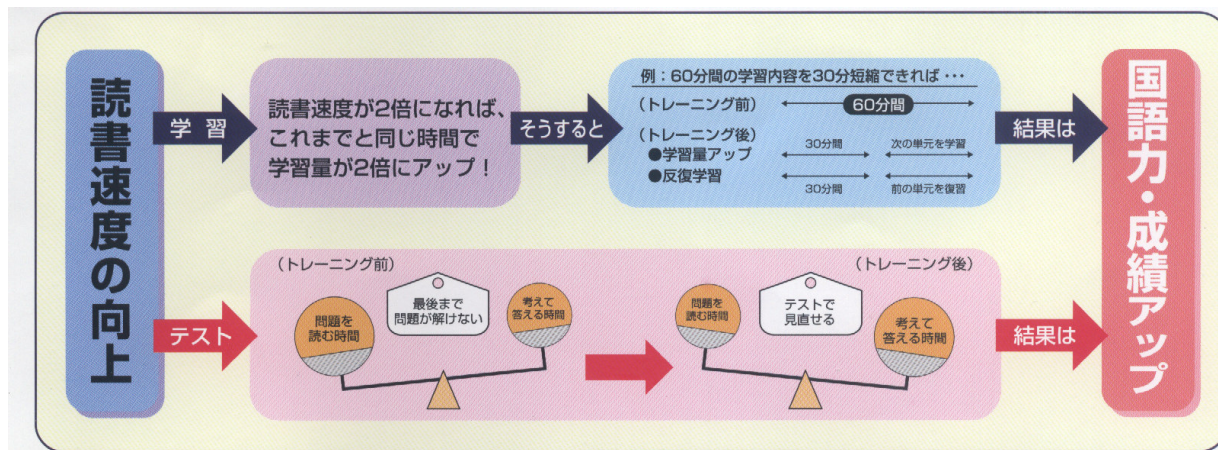 読書速度の向上
学習
読書速度が2倍になれば、
これまでと同じ時間で
学習量が2倍にアップ！
そうすると
例：60分間の学習内容を30分短縮できれば・・・
（トレーニング前）
60分間
（トレーニング後）
●学習量アップ
30分間
次の単元を学習
●反復学習
30分間
前の単元を復習
結果は
国語力・成績アップ
テスト
（トレーニング前）
問題を
読む時間
最後まで
問題が解けない
考えて
答える時間
（トレーニング後）
問題を
読む時間
テストで
見直せる
考えて
答える時間
結果は